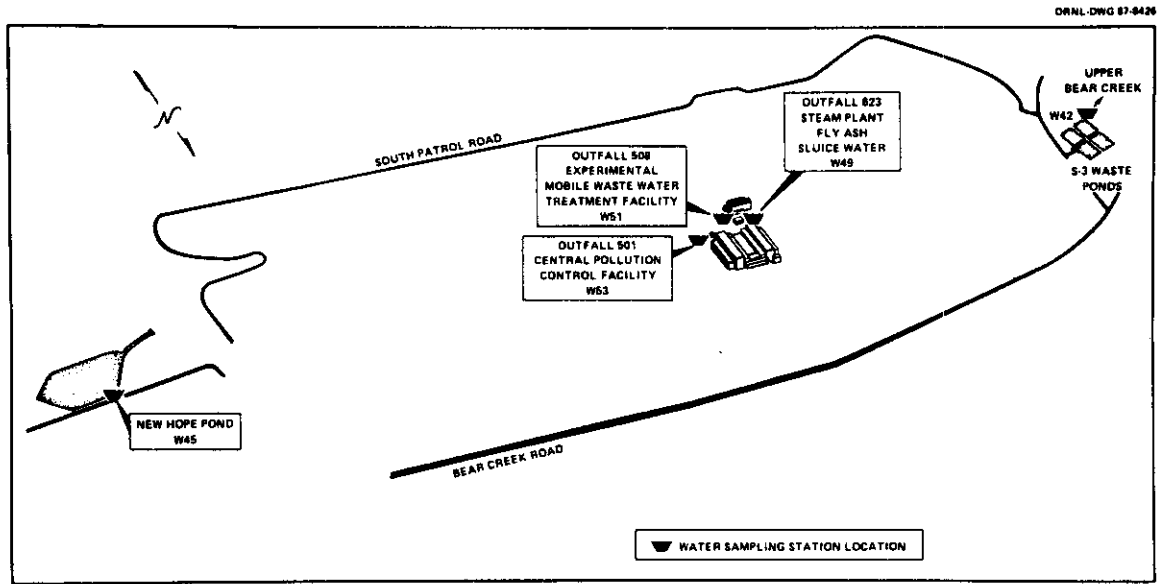 ORNL-DWG 87-8426
N
UPPER
BEAR CREEK
OUTFALL 823
STEAM PLANT
FLY ASH
SLUICE WATER
W49
W42
SOUTH PATROL ROAD
OUTFALL 508
EXPERIMENTAL
MOBILE WASTE WATER
TREATMENT FACILITY
W51
S-3 WASTE
PONDS
OUTFALL 501
CENTRAL POLLUTION
CONTROL FACILITY
W53
NEW HOPE POND
W45
BEAR CREEK ROAD
WATER SAMPLING STATION LOCATION